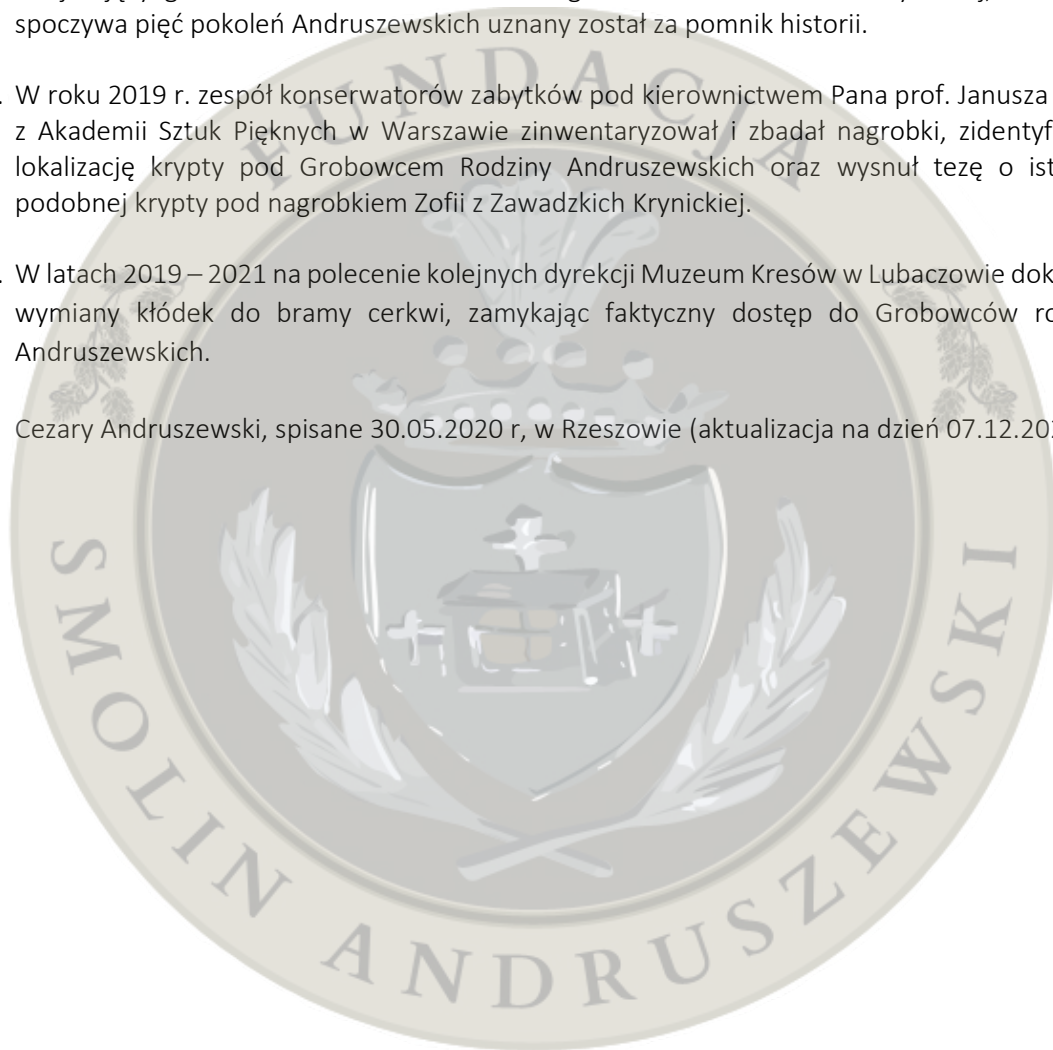 spoczywa pięć pokoleń Andruszewskich uznany został za pomnik historii.
. W roku 2019 r. zespół konserwatorów zabytków pod kierownictwem Pana prof. Janusza
z Akademii Sztuk Pięknych w Warszawie zinwentaryzował i zbadał nagrobki, zidentyf
lokalizację krypty pod Grobowcem Rodziny Andruszewskich oraz wysnuł tezę o ist
podobnej krypty pod nagrobkiem Zofii z Zawadzkich Krynickiej.
. W latach 2019 – 2021 na polecenie kolejnych dyrekcji Muzeum Kresów w Lubaczowie dok
wymiany kłódek do bramy cerkwi, zamykając faktyczny dostęp do Grobowców ro
Andruszewskich.
Cezary Andruszewski, spisane 30.05.2020 r, w Rzeszowie (aktualizacja na dzień 07.12.202
FUNDACJA
SMOLIN ANDRUSZEWSKI